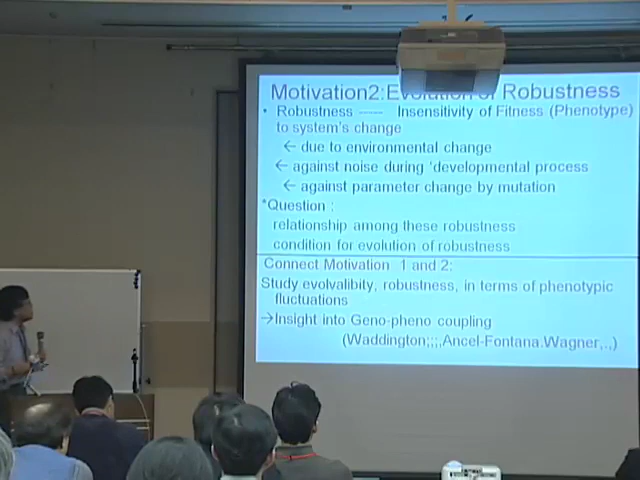 Motivation2:Evolution of Robustness
• Robustness ----- Insensitivity of Fitness (Phenotype)
to system's change
← due to environmental change
← against noise during 'developmental process
← against parameter change by mutation
*Question :
relationship among these robustness
condition for evolution of robustness
Connect Motivation 1 and 2:
Study evolvalibity, robustness, in terms of phenotypic
fluctuations
→Insight into Geno-pheno coupling
(Waddington;;;,Ancel-Fontana.Wagner,.,)